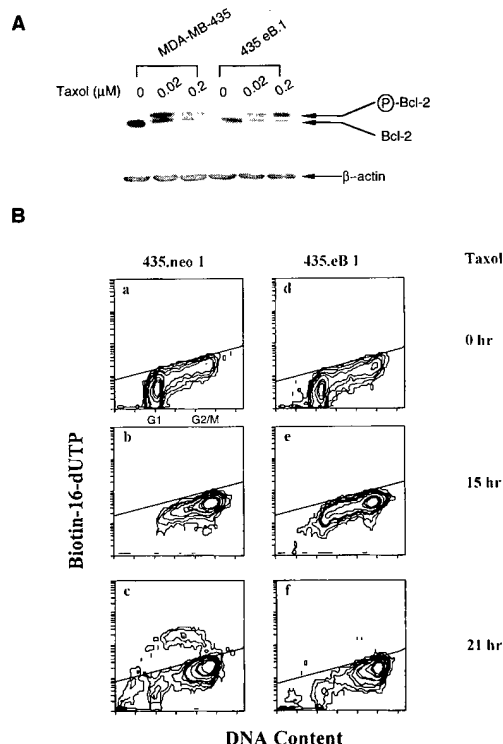 A
MDA-MB-435 435 eB.1
Taxol (μM) 0 0.02 0.2 0 0.02 0.2
P-Bcl-2
Bcl-2
β-actin
B
435.neo 1 435.eB 1 Taxol
a d
0 hr
G1 G2/M
b e
15 hr
Biotin-16-dUTP
c f
21 hr
DNA Content